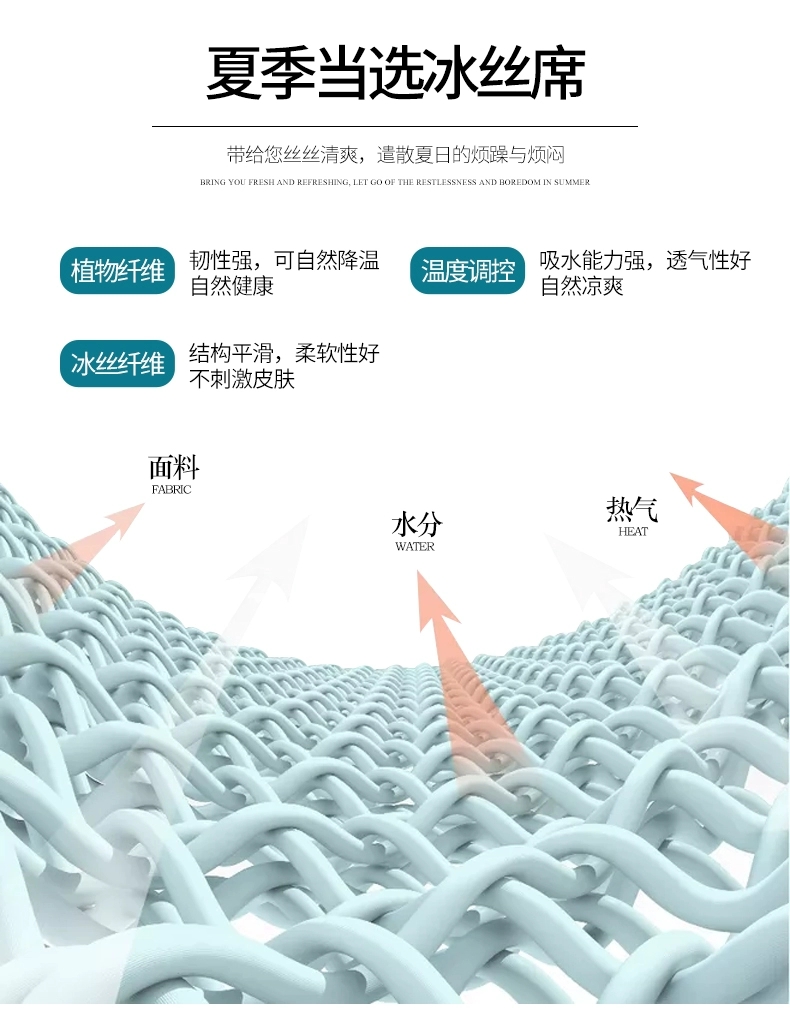 夏季当选冰丝席
带给您丝丝清爽，遣散夏日的烦躁与烦闷
BRING YOU FRESH AND REFRESHING, LET GO OF THE RESTLESSNESS AND BOREDOM IN SUMMER
植物纤维
韧性强，可自然降温
自然健康
温度调控
吸水能力强，透气性好
自然凉爽
冰丝纤维
结构平滑，柔软性好
不刺激皮肤
面料
FABRIC
水分
WATER
热气
HEAT